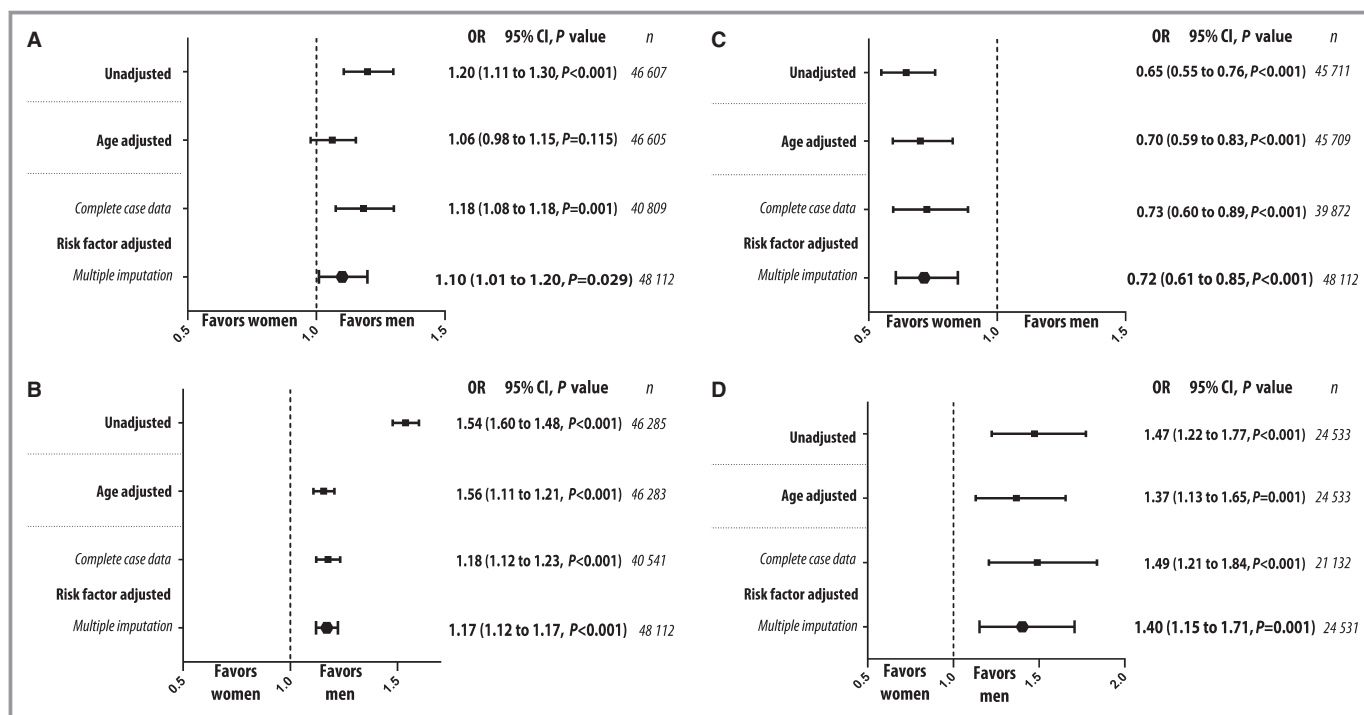 A
OR 95% CI, P value n
Unadjusted 1.20 (1.11 to 1.30, P<0.001) 46 607
Age adjusted 1.06 (0.98 to 1.15, P=0.115) 46 605
Complete case data 1.18 (1.08 to 1.18, P=0.001) 40 809
Risk factor adjusted
Multiple imputation 1.10 (1.01 to 1.20, P=0.029) 48 112
Favors women Favors men
0.5 1.0 1.5
B
OR 95% CI, P value n
Unadjusted 1.54 (1.60 to 1.48, P<0.001) 46 285
Age adjusted 1.56 (1.11 to 1.21, P<0.001) 46 283
Complete case data 1.18 (1.12 to 1.23, P<0.001) 40 541
Risk factor adjusted
Multiple imputation 1.17 (1.12 to 1.17, P<0.001) 48 112
Favors Favors
women men
0.5 1.0 1.5
C
OR 95% CI, P value n
Unadjusted 0.65 (0.55 to 0.76, P<0.001) 45 711
Age adjusted 0.70 (0.59 to 0.83, P<0.001) 45 709
Complete case data 0.73 (0.60 to 0.89, P<0.001) 39 872
Risk factor adjusted
Multiple imputation 0.72 (0.61 to 0.85, P<0.001) 48 112
Favors women Favors men
0.5 1.0 1.5
D
OR 95% CI, P value n
Unadjusted 1.47 (1.22 to 1.77, P<0.001) 24 533
Age adjusted 1.37 (1.13 to 1.65, P=0.001) 24 533
Complete case data 1.49 (1.21 to 1.84, P<0.001) 21 132
Risk factor adjusted
Multiple imputation 1.40 (1.15 to 1.71, P=0.001) 24 531
Favors Favors
women men
0.5 1.0 1.5 2.0